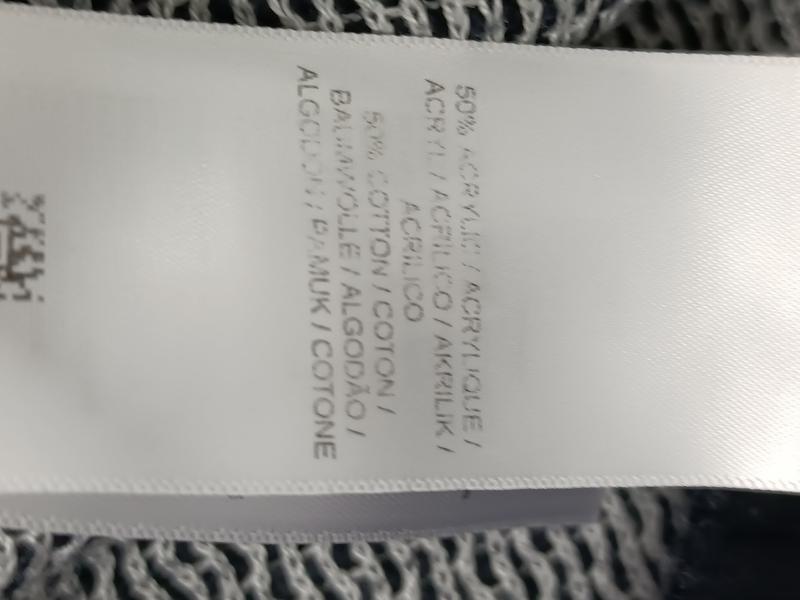 50% ACRYLIC / ACRYLIQUE /
ACRYL / ACRÍLICO / AKRILIK /
ACRILICO
50% COTTON / COTON /
BAUMWOLLE / ALGODÃO /
ALGODÓN / PAMUK / COTONE